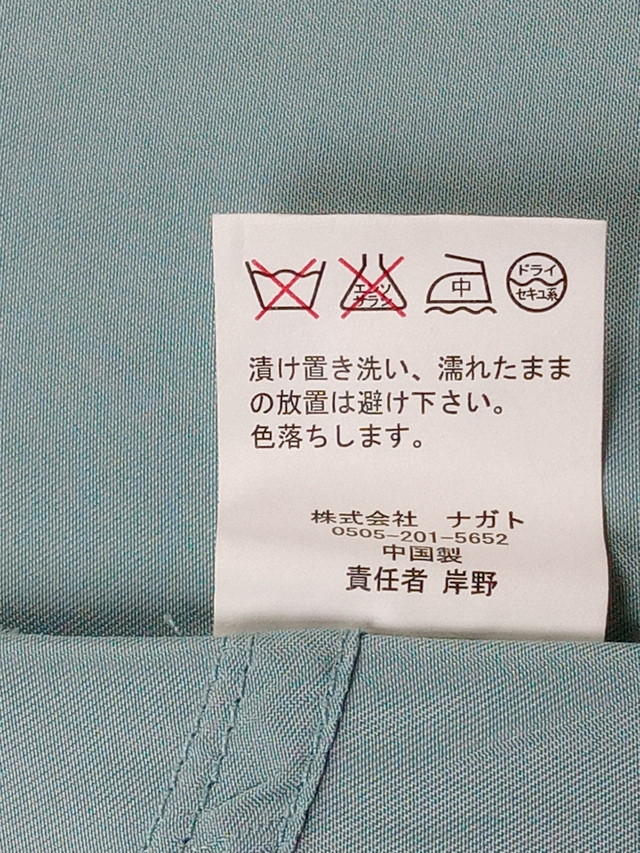 エンソ
サラシ
中
ドライ
セキユ系
漬け置き洗い、濡れたまま
の放置は避け下さい。
色落ちします。
株式会社　ナガト
0505-201-5652
中国製
責任者 岸野